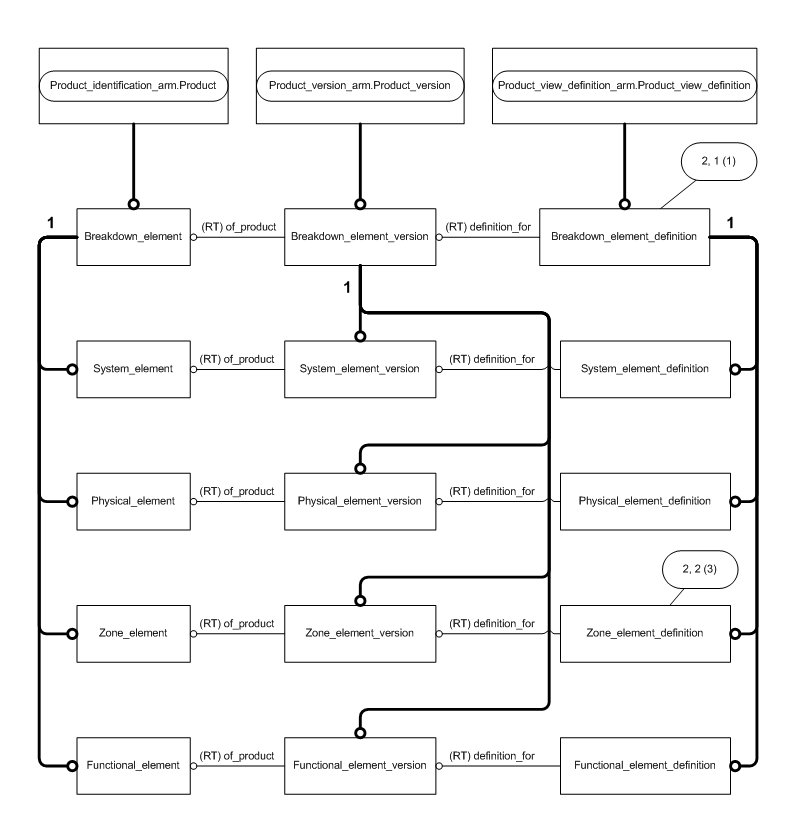 Product_identification_arm.Product
Product_version_arm.Product_version
Product_view_definition_arm.Product_view_definition
2, 1 (1)
1
1
Breakdown_element
(RT) of_product
Breakdown_element_version
(RT) definition_for
Breakdown_element_definition
1
System_element
(RT) of_product
System_element_version
(RT) definition_for
System_element_definition
Physical_element
(RT) of_product
Physical_element_version
(RT) definition_for
Physical_element_definition
2, 2 (3)
Zone_element
(RT) of_product
Zone_element_version
(RT) definition_for
Zone_element_definition
Functional_element
(RT) of_product
Functional_element_version
(RT) definition_for
Functional_element_definition